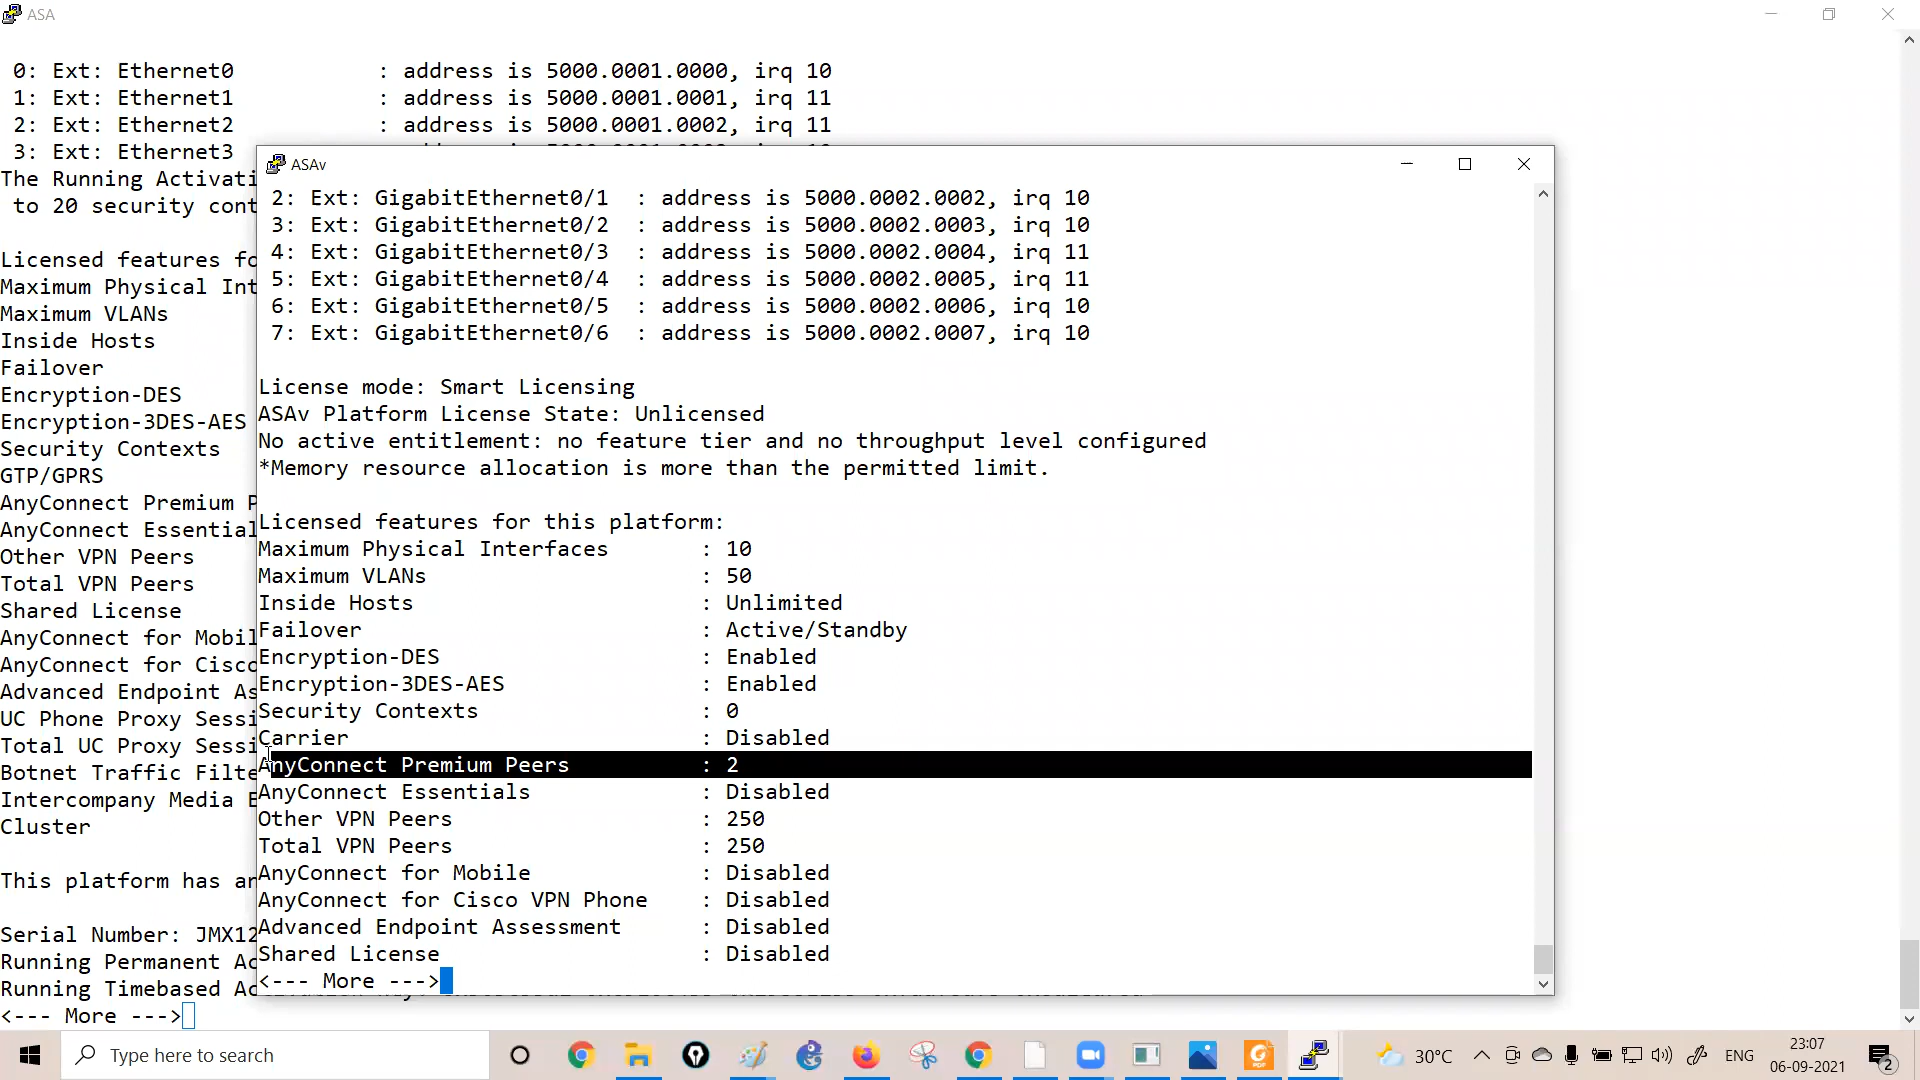 ASA
0: Ext: Ethernet0 : address is 5000.0001.0000, irq 10
1: Ext: Ethernet1 : address is 5000.0001.0001, irq 11
2: Ext: Ethernet2 : address is 5000.0001.0002, irq 11
3: Ext: Ethernet3
The Running Activati
to 20 security cont
Licensed features fo
Maximum Physical Int
Maximum VLANs
Inside Hosts
Failover
Encryption-DES
Encryption-3DES-AES
Security Contexts
GTP/GPRS
AnyConnect Premium P
AnyConnect Essential
Other VPN Peers
Total VPN Peers
Shared License
AnyConnect for Mobil
AnyConnect for Cisco
Advanced Endpoint As
UC Phone Proxy Sessi
Total UC Proxy Sessi
Botnet Traffic Filte
Intercompany Media E
Cluster
This platform has an
Serial Number: JMX12
Running Permanent Ac
Running Timebased Ac
<--- More --->
ASAv
2: Ext: GigabitEthernet0/1 : address is 5000.0002.0002, irq 10
3: Ext: GigabitEthernet0/2 : address is 5000.0002.0003, irq 10
4: Ext: GigabitEthernet0/3 : address is 5000.0002.0004, irq 11
5: Ext: GigabitEthernet0/4 : address is 5000.0002.0005, irq 11
6: Ext: GigabitEthernet0/5 : address is 5000.0002.0006, irq 10
7: Ext: GigabitEthernet0/6 : address is 5000.0002.0007, irq 10
License mode: Smart Licensing
ASAv Platform License State: Unlicensed
No active entitlement: no feature tier and no throughput level configured
*Memory resource allocation is more than the permitted limit.
Licensed features for this platform:
Maximum Physical Interfaces : 10
Maximum VLANs : 50
Inside Hosts : Unlimited
Failover : Active/Standby
Encryption-DES : Enabled
Encryption-3DES-AES : Enabled
Security Contexts : 0
Carrier : Disabled
AnyConnect Premium Peers : 2
AnyConnect Essentials : Disabled
Other VPN Peers : 250
Total VPN Peers : 250
AnyConnect for Mobile : Disabled
AnyConnect for Cisco VPN Phone : Disabled
Advanced Endpoint Assessment : Disabled
Shared License : Disabled
<--- More --->
Type here to search
30°C
ENG
23:07
06-09-2021
2